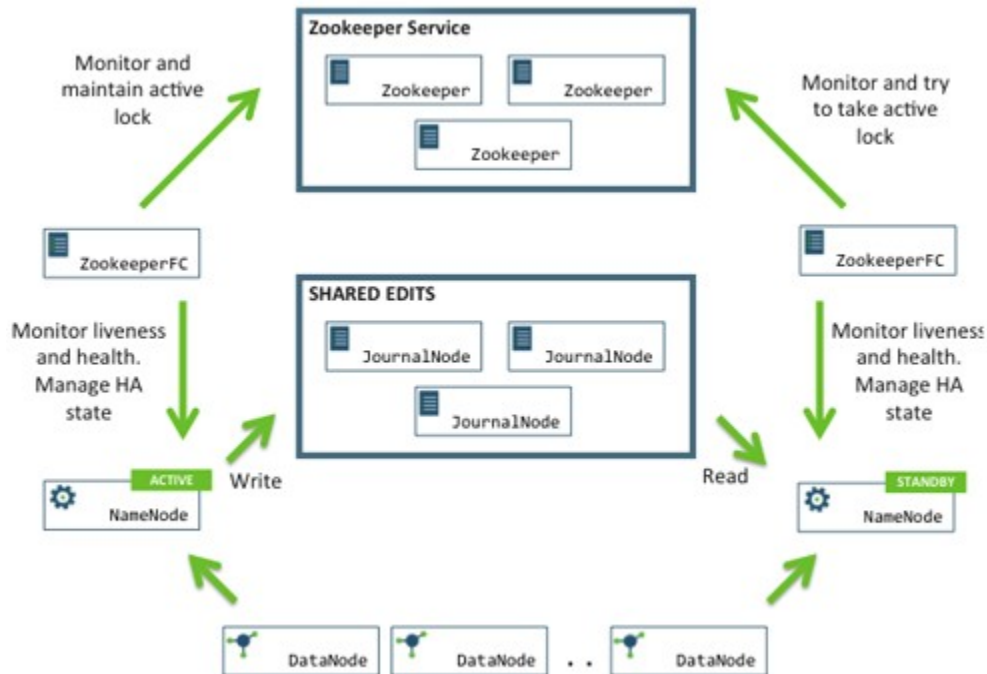 Zookeeper Service
Zookeeper
Zookeeper
Zookeeper
Monitor and
maintain active
lock
Monitor and try
to take active
lock
ZookeeperFC
ZookeeperFC
SHARED EDITS
JournalNode
JournalNode
JournalNode
Monitor liveness
and health.
Manage HA
state
Monitor liveness
and health.
Manage HA
state
Write
Read
ACTIVE
NameNode
STANDBY
NameNode
DataNode
DataNode
. .
DataNode